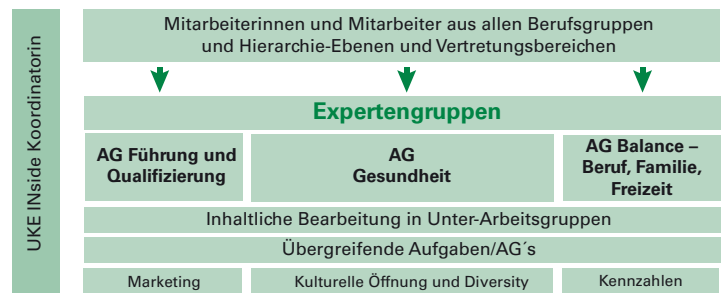 UKE INside Koordinatorin
Mitarbeiterinnen und Mitarbeiter aus allen Berufsgruppen
und Hierarchie-Ebenen und Vertretungsbereichen
Expertengruppen
AG Führung und
Qualifizierung
AG
Gesundheit
AG Balance –
Beruf, Familie,
Freizeit
Inhaltliche Bearbeitung in Unter-Arbeitsgruppen
Übergreifende Aufgaben/AG´s
Marketing
Kulturelle Öffnung und Diversity
Kennzahlen